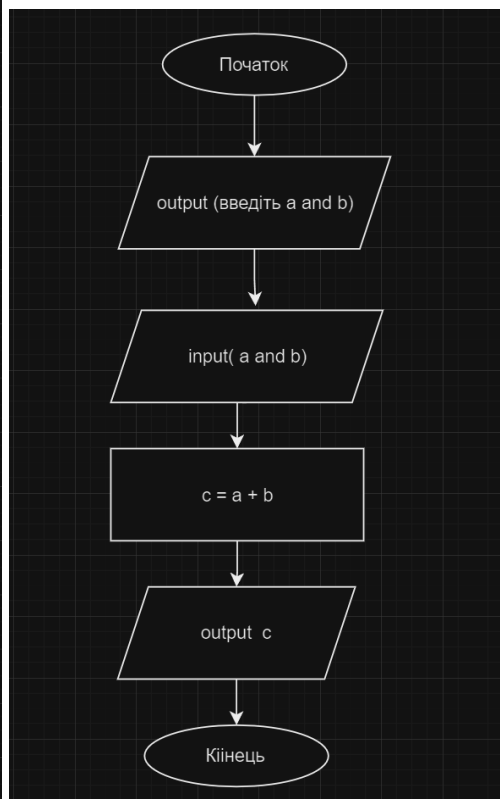 Початок
output (введіть a and b)
input( a and b)
c = a + b
output  c
Кіінець